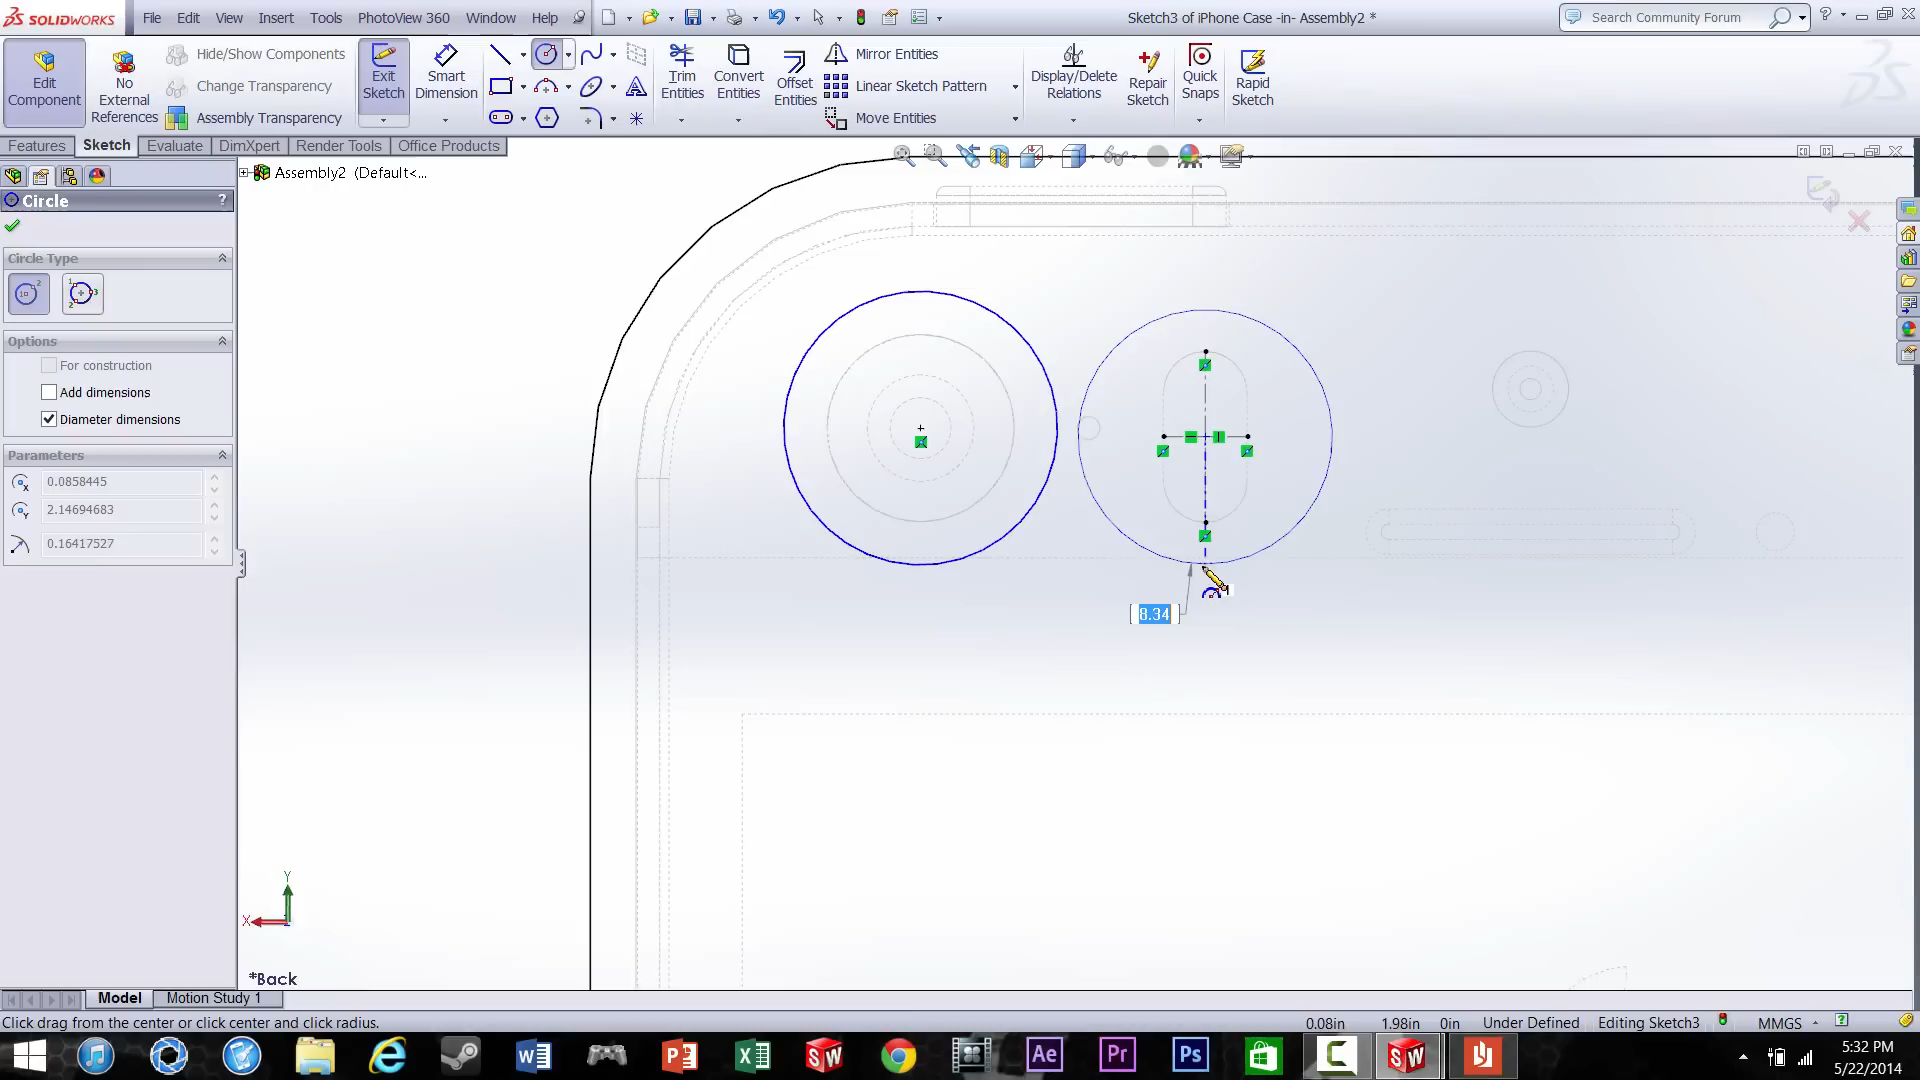 SOLIDWORKS
File Edit View Insert Tools PhotoView 360 Window Help
Sketch3 of iPhone Case -in- Assembly2 *
Search Community Forum
Edit Component
No External References
Hide/Show Components
Change Transparency
Assembly Transparency
Exit Sketch
Smart Dimension
Trim Entities
Convert Entities
Offset Entities
Mirror Entities
Linear Sketch Pattern
Move Entities
Display/Delete Relations
Repair Sketch
Quick Snaps
Rapid Sketch
Features Sketch Evaluate DimXpert Render Tools Office Products
Assembly2 (Default<...
Circle ?
Circle Type
Options
For construction
Add dimensions
Diameter dimensions
Parameters
0.0858445
2.14694683
0.16417527
8.34
Y
X
*Back
Model Motion Study 1
Click drag from the center or click center and click radius.
0.08in 1.98in 0in Under Defined Editing Sketch3 MMGS
Ae Pr Ps
5:32 PM
5/22/2014